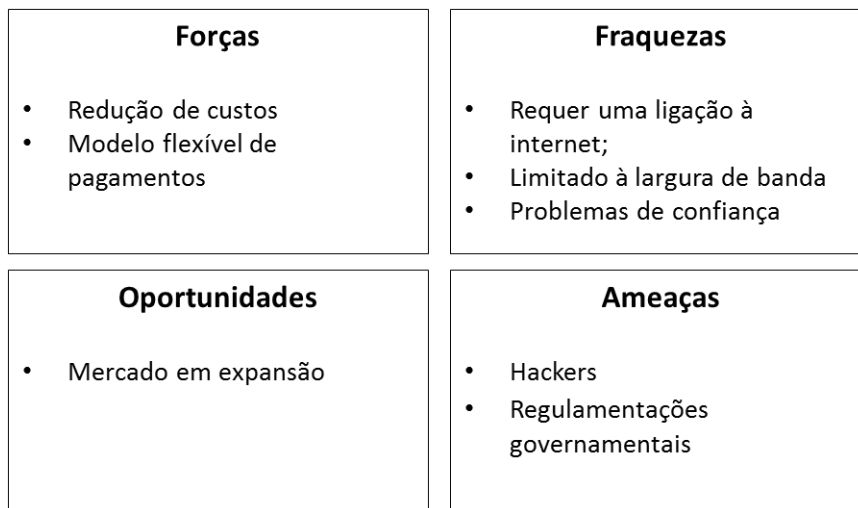 Forças
• Redução de custos
• Modelo flexível de
pagamentos
Fraquezas
• Requer uma ligação à
internet;
• Limitado à largura de banda
• Problemas de confiança
Oportunidades
• Mercado em expansão
Ameaças
• Hackers
• Regulamentações
governamentais